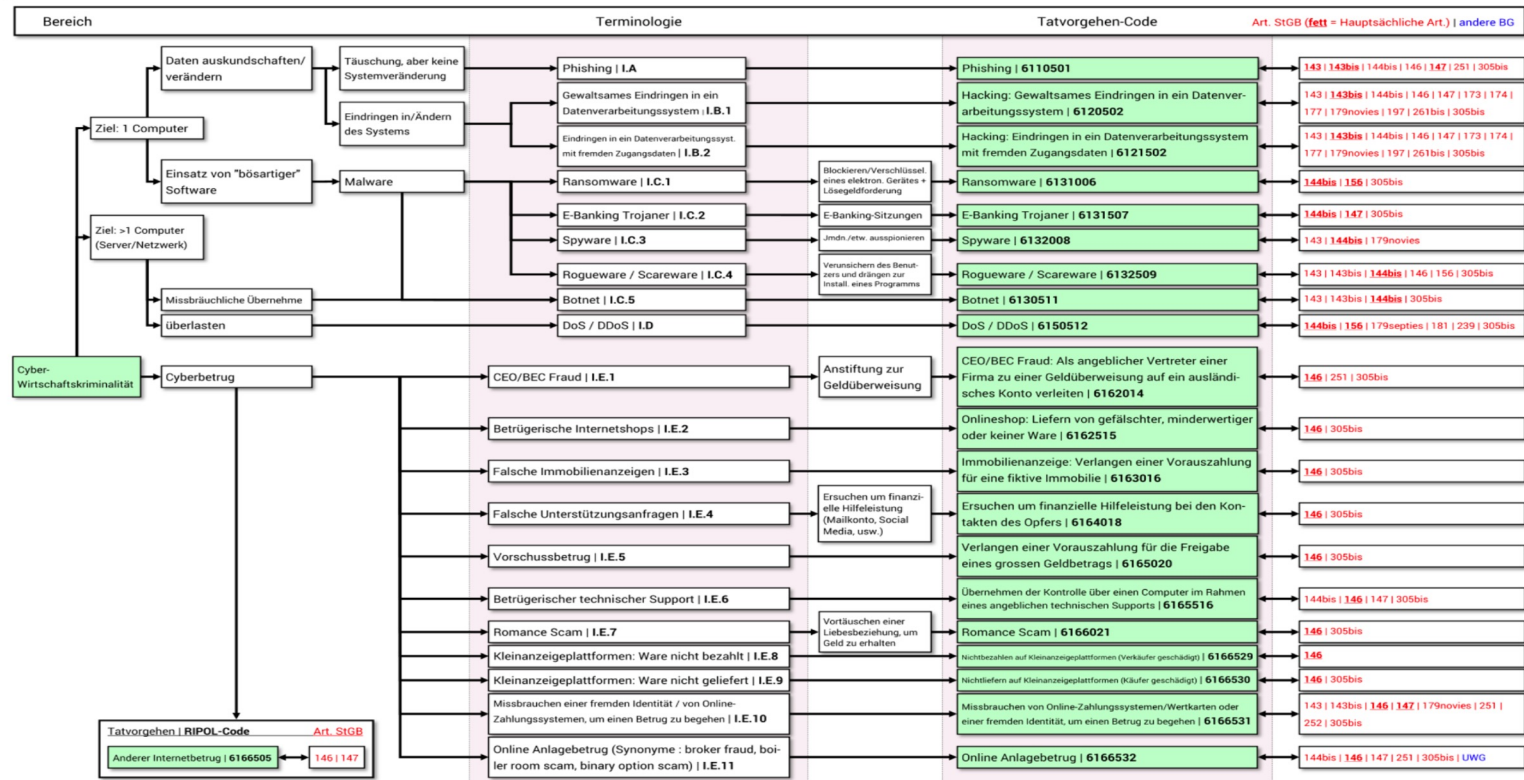 Bereich
Terminologie
Tatvorgehen-Code
Art. StGB (fett = Hauptsächliche Art.) | andere BG
Cyber-
Wirtschaftskriminalität
Ziel: 1 Computer
Daten auskundschaften/
verändern
Täuschung, aber keine
Systemveränderung
Phishing | I.A
Phishing | 6110501
143 | 143bis | 144bis | 146 | 147 | 251 | 305bis
Eindringen in/Ändern
des Systems
Gewaltsames Eindringen in ein
Datenverarbeitungssystem | I.B.1
Hacking: Gewaltsames Eindringen in ein Datenver-
arbeitungssystem | 6120502
143 | 143bis | 144bis | 146 | 147 | 173 | 174 |
177 | 179novies | 197 | 261bis | 305bis
Eindringen in ein Datenverarbeitungssyst.
mit fremden Zugangsdaten | I.B.2
Hacking: Eindringen in ein Datenverarbeitungssystem
mit fremden Zugangsdaten | 6121502
143 | 143bis | 144bis | 146 | 147 | 173 | 174 |
177 | 179novies | 197 | 261bis | 305bis
Einsatz von "bösartiger"
Software
Malware
Ransomware | I.C.1
Blockieren/Verschlüssel.
eines elektron. Gerätes +
Lösegeldforderung
Ransomware | 6131006
144bis | 156 | 305bis
E-Banking Trojaner | I.C.2
E-Banking-Sitzungen
E-Banking Trojaner | 6131507
144bis | 147 | 305bis
Ziel: >1 Computer
(Server/Netzwerk)
Spyware | I.C.3
Jmdn./etw. ausspionieren
Spyware | 6132008
143 | 144bis | 179novies
Rogueware / Scareware | I.C.4
Verunsichern des Benut-
zers und drängen zur
Install. eines Programms
Rogueware / Scareware | 6132509
143 | 143bis | 144bis | 146 | 156 | 305bis
Missbräuchliche Übernehme
Botnet | I.C.5
Botnet | 6130511
143 | 143bis | 144bis | 305bis
überlasten
DoS / DDoS | I.D
DoS / DDoS | 6150512
144bis | 156 | 179septies | 181 | 239 | 305bis
Cyberbetrug
CEO/BEC Fraud | I.E.1
Anstiftung zur
Geldüberweisung
CEO/BEC Fraud: Als angeblicher Vertreter einer
Firma zu einer Geldüberweisung auf ein ausländi-
sches Konto verleiten | 6162014
146 | 251 | 305bis
Betrügerische Internetshops | I.E.2
Onlineshop: Liefern von gefälschter, minderwertiger
oder keiner Ware | 6162515
146 | 305bis
Falsche Immobilienanzeigen | I.E.3
Immobilienanzeige: Verlangen einer Vorauszahlung
für eine fiktive Immobilie | 6163016
146 | 305bis
Falsche Unterstützungsanfragen | I.E.4
Ersuchen um finanzi-
elle Hilfeleistung
(Mailkonto, Social
Media, usw.)
Ersuchen um finanzielle Hilfeleistung bei den Kon-
takten des Opfers | 6164018
146 | 305bis
Vorschussbetrug | I.E.5
Verlangen einer Vorauszahlung für die Freigabe
eines grossen Geldbetrags | 6165020
146 | 305bis
Betrügerischer technischer Support | I.E.6
Übernehmen der Kontrolle über einen Computer im Rahmen
eines angeblichen technischen Supports | 6165516
144bis | 146 | 147 | 305bis
Romance Scam | I.E.7
Vortäuschen einer
Liebesbeziehung, um
Geld zu erhalten
Romance Scam | 6166021
146 | 305bis
Kleinanzeigeplattformen: Ware nicht bezahlt | I.E.8
Nichtbezahlen auf Kleinanzeigeplattformen (Verkäufer geschädigt) | 6166529
146
Kleinanzeigeplattformen: Ware nicht geliefert | I.E.9
Nichtliefern auf Kleinanzeigeplattformen (Käufer geschädigt) | 6166530
146 | 305bis
Missbrauchen einer fremden Identität / von Online-
Zahlungssystemen, um einen Betrug zu begehen | I.E.10
Missbrauchen von Online-Zahlungssystemen/Wertkarten oder
einer fremden Identität, um einen Betrug zu begehen | 6166531
143 | 143bis | 146 | 147 | 179novies | 251 |
252 | 305bis
Online Anlagebetrug (Synonyme : broker fraud, boi-
ler room scam, binary option scam) | I.E.11
Online Anlagebetrug | 6166532
144bis | 146 | 147 | 251 | 305bis | UWG
Tatvorgehen | RIPOL-Code
Art. StGB
Anderer Internetbetrug | 6166505
146 | 147